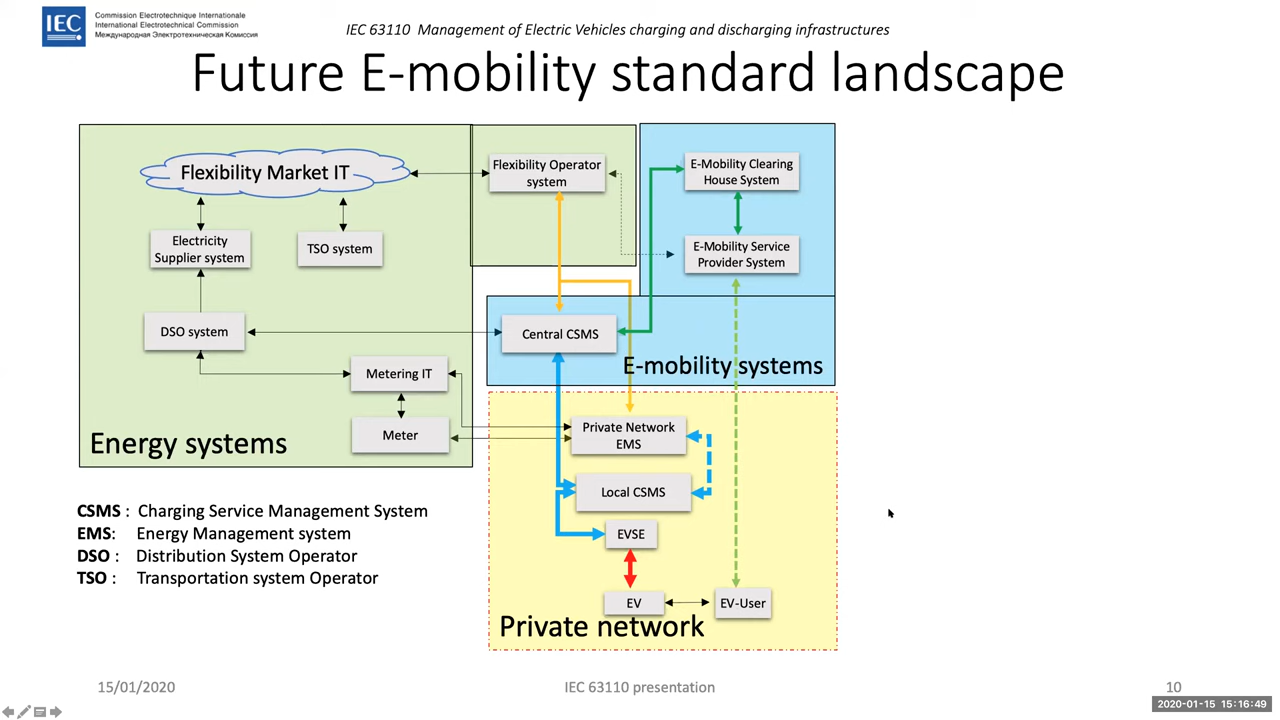 IEC
Commission Electrotechnique Internationale
International Electrotechnical Commission
Международная Электротехническая Комиссия
IEC 63110 Management of Electric Vehicles charging and discharging infrastructures
Future E-mobility standard landscape
Flexibility Market IT
Flexibility Operator
system
E-Mobility Clearing
House System
Electricity
Supplier system
TSO system
E-Mobility Service
Provider System
DSO system
Central CSMS
E-mobility systems
Metering IT
Meter
Energy systems
Private Network
EMS
Local CSMS
EVSE
EV
EV-User
Private network
CSMS : Charging Service Management System
EMS: Energy Management system
DSO : Distribution System Operator
TSO : Transportation system Operator
15/01/2020
IEC 63110 presentation
10
2020-01-15 15:16:49